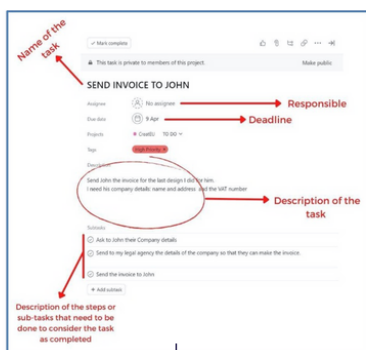 Name of the
task
✓ Mark complete
This task is private to members of this project.
Make public
SEND INVOICE TO JOHN
Assignee
No assignee
Responsible
Due date
9 Apr
Deadline
Projects
TO DO
Tags
High Priority
Description
Send John the invoice for the last design I did for him.
I need his company details: name and address and the VAT number
Description of the
task
Subtasks
Ask to John their Company details
Send to my legal agency the details of the company so that they can make the invoice.
Send the invoice to John
+ Add subtask
Description of the steps or
sub-tasks that need to be
done to consider the task
as completed